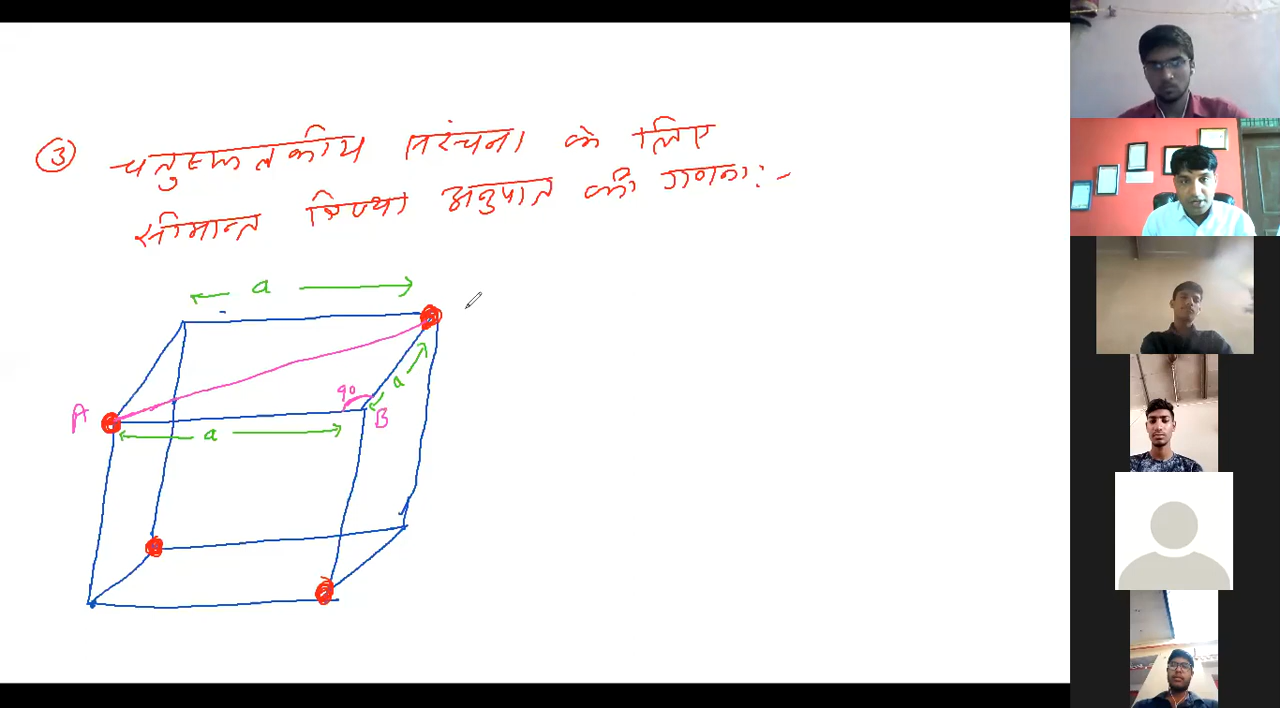 ③ चतुष्फलकीय संरचना के लिए
सीमान्त त्रिज्या अनुपात की गणना:-
a
A
90
a
B
a